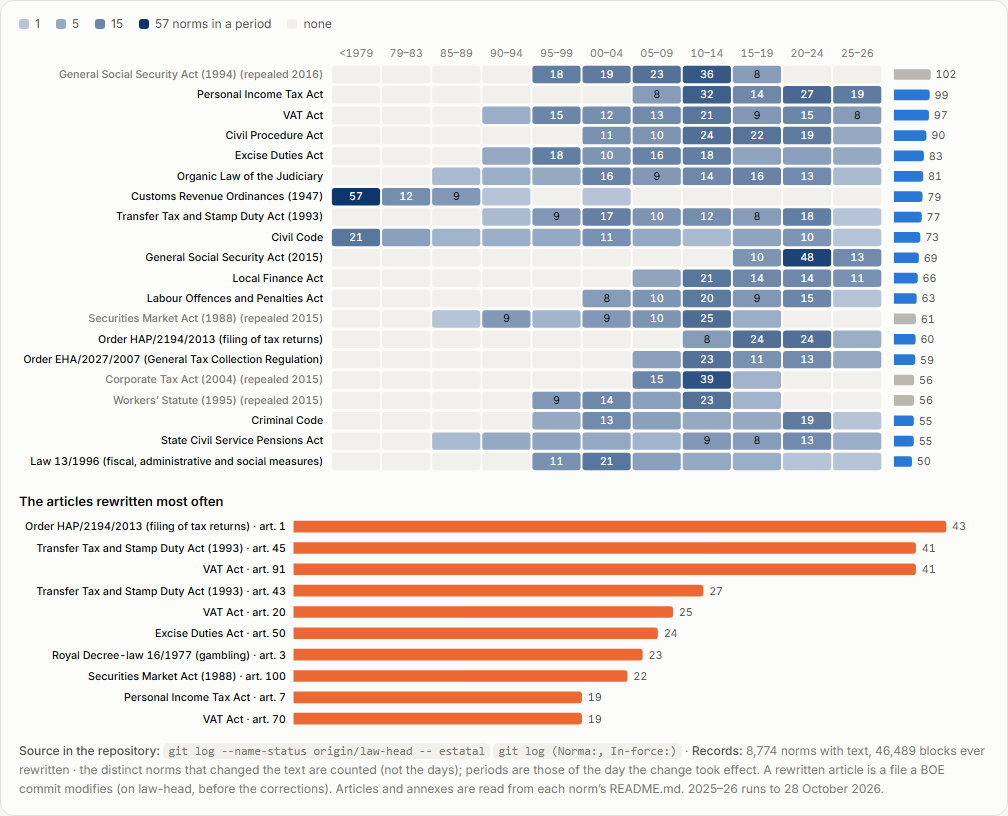 1 5 15 57 norms in a period none
<1979 79–83 85–89 90–94 95–99 00–04 05–09 10–14 15–19 20–24 25–26
General Social Security Act (1994) (repealed 2016) 18 19 23 36 8 102
Personal Income Tax Act 8 32 14 27 19 99
VAT Act 15 12 13 21 9 15 8 97
Civil Procedure Act 11 10 24 22 19 90
Excise Duties Act 18 10 16 18 83
Organic Law of the Judiciary 16 9 14 16 13 81
Customs Revenue Ordinances (1947) 57 12 9 79
Transfer Tax and Stamp Duty Act (1993) 9 17 10 12 8 18 77
Civil Code 21 11 10 73
General Social Security Act (2015) 10 48 13 69
Local Finance Act 21 14 14 11 66
Labour Offences and Penalties Act 8 10 20 9 15 63
Securities Market Act (1988) (repealed 2015) 9 9 10 25 61
Order HAP/2194/2013 (filing of tax returns) 8 24 24 60
Order EHA/2027/2007 (General Tax Collection Regulation) 23 11 13 59
Corporate Tax Act (2004) (repealed 2015) 15 39 56
Workers' Statute (1995) (repealed 2015) 9 14 23 56
Criminal Code 13 19 55
State Civil Service Pensions Act 9 8 13 55
Law 13/1996 (fiscal, administrative and social measures) 11 21 50
The articles rewritten most often
Order HAP/2194/2013 (filing of tax returns) · art. 1 43
Transfer Tax and Stamp Duty Act (1993) · art. 45 41
VAT Act · art. 91 41
Transfer Tax and Stamp Duty Act (1993) · art. 43 27
VAT Act · art. 20 25
Excise Duties Act · art. 50 24
Royal Decree-law 16/1977 (gambling) · art. 3 23
Securities Market Act (1988) · art. 100 22
Personal Income Tax Act · art. 7 19
VAT Act · art. 70 19
Source in the repository: git log --name-status origin/law-head -- estatal git log (Norma:, In-force:) · Records: 8,774 norms with text, 46,489 blocks ever
rewritten · the distinct norms that changed the text are counted (not the days); periods are those of the day the change took effect. A rewritten article is a file a BOE
commit modifies (on law-head, before the corrections). Articles and annexes are read from each norm's README.md. 2025–26 runs to 28 October 2026.